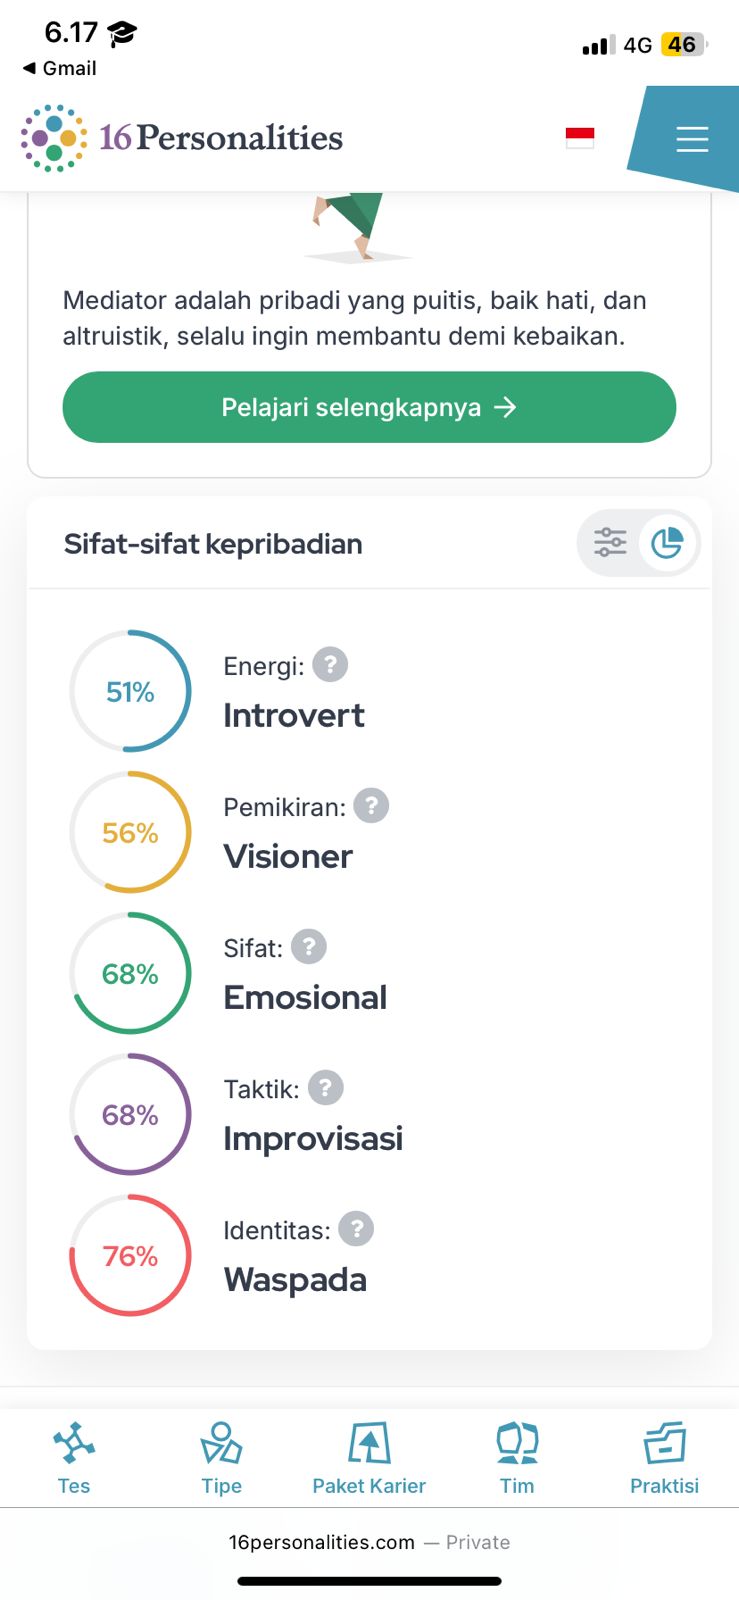 6.17
4G 46
◀ Gmail
16Personalities
Mediator adalah pribadi yang puitis, baik hati, dan
altruistik, selalu ingin membantu demi kebaikan.
Pelajari selengkapnya →
Sifat-sifat kepribadian
51%
Energi: ?
Introvert
56%
Pemikiran: ?
Visioner
68%
Sifat: ?
Emosional
68%
Taktik: ?
Improvisasi
76%
Identitas: ?
Waspada
Tes
Tipe
Paket Karier
Tim
Praktisi
16personalities.com — Private